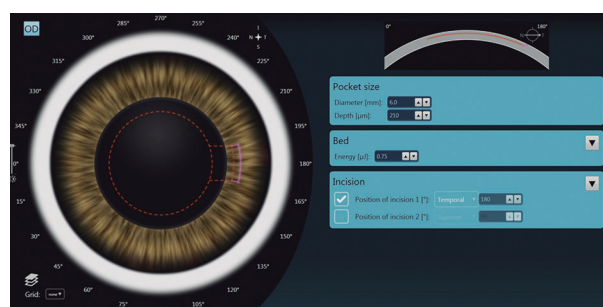 OD
270°
285°
255°
300°
240°
I
N T
S
315°
225°
330°
210°
345°
195°
0°
180°
15°
165°
30°
150°
45°
135°
60°
120°
75°
105°
Grid: none
0°
180°
Pocket size
Diameter [mm]: 6.0
Depth [µm]: 210
Bed
Energy [µJ]: 0.75
Incision
Position of incision 1 [°]: Temporal 180
Position of incision 2 [°]: